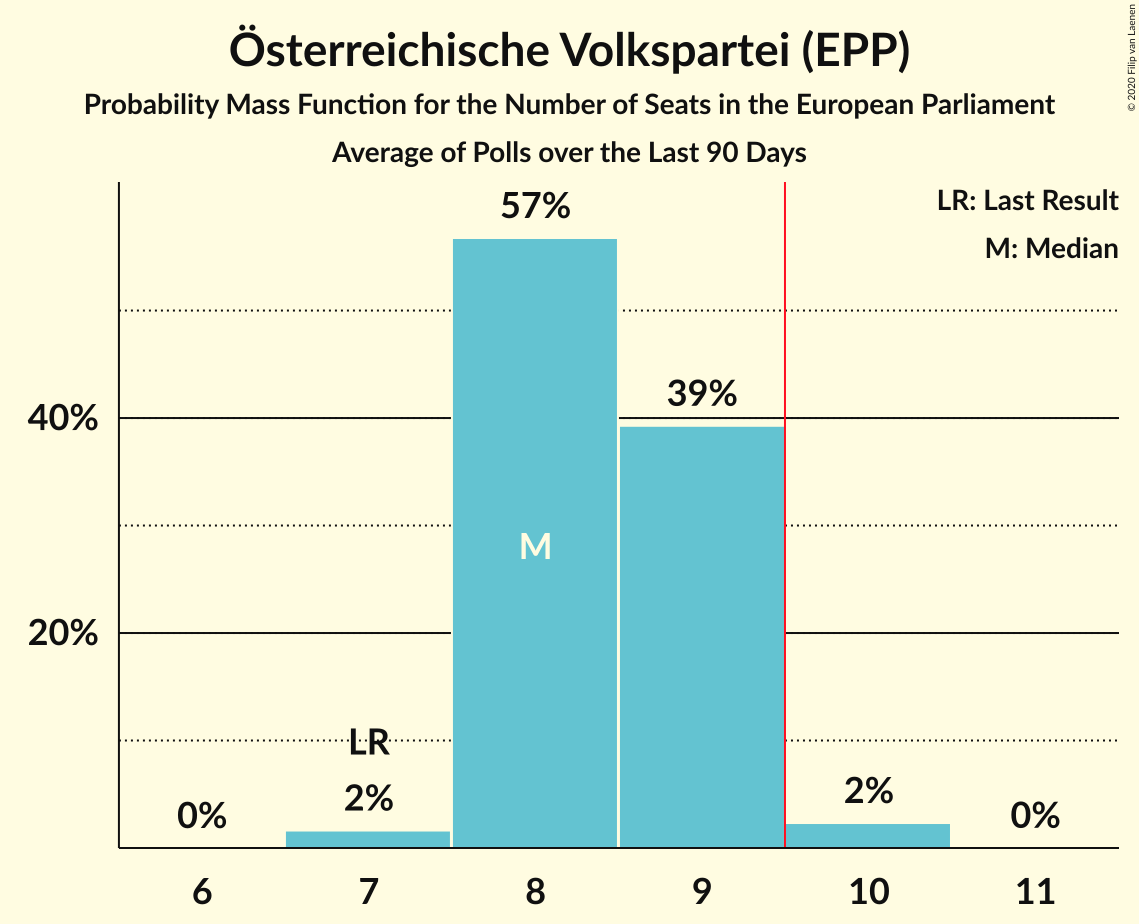 Österreichische Volkspartei (EPP)
Probability Mass Function for the Number of Seats in the European Parliament
Average of Polls over the Last 90 Days
© 2020 Filip van Laenen
LR: Last Result
M: Median
57%
39%
40%
M
20%
LR
0%
2%
2%
0%
6 7 8 9 10 11